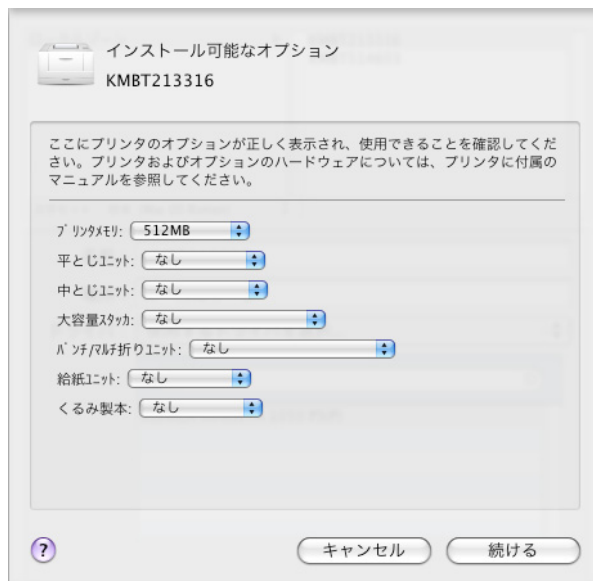 インストール可能なオプション
KMBT213316
ここにプリンタのオプションが正しく表示され、使用できることを確認してくだ
さい。プリンタおよびオプションのハードウェアについては、プリンタに付属の
マニュアルを参照してください。
プリンタメモリ: 512MB
平とじユニット: なし
中とじユニット: なし
大容量スタッカ: なし
パンチ/マルチ折りユニット: なし
給紙ユニット: なし
くるみ製本: なし
?
キャンセル
続ける